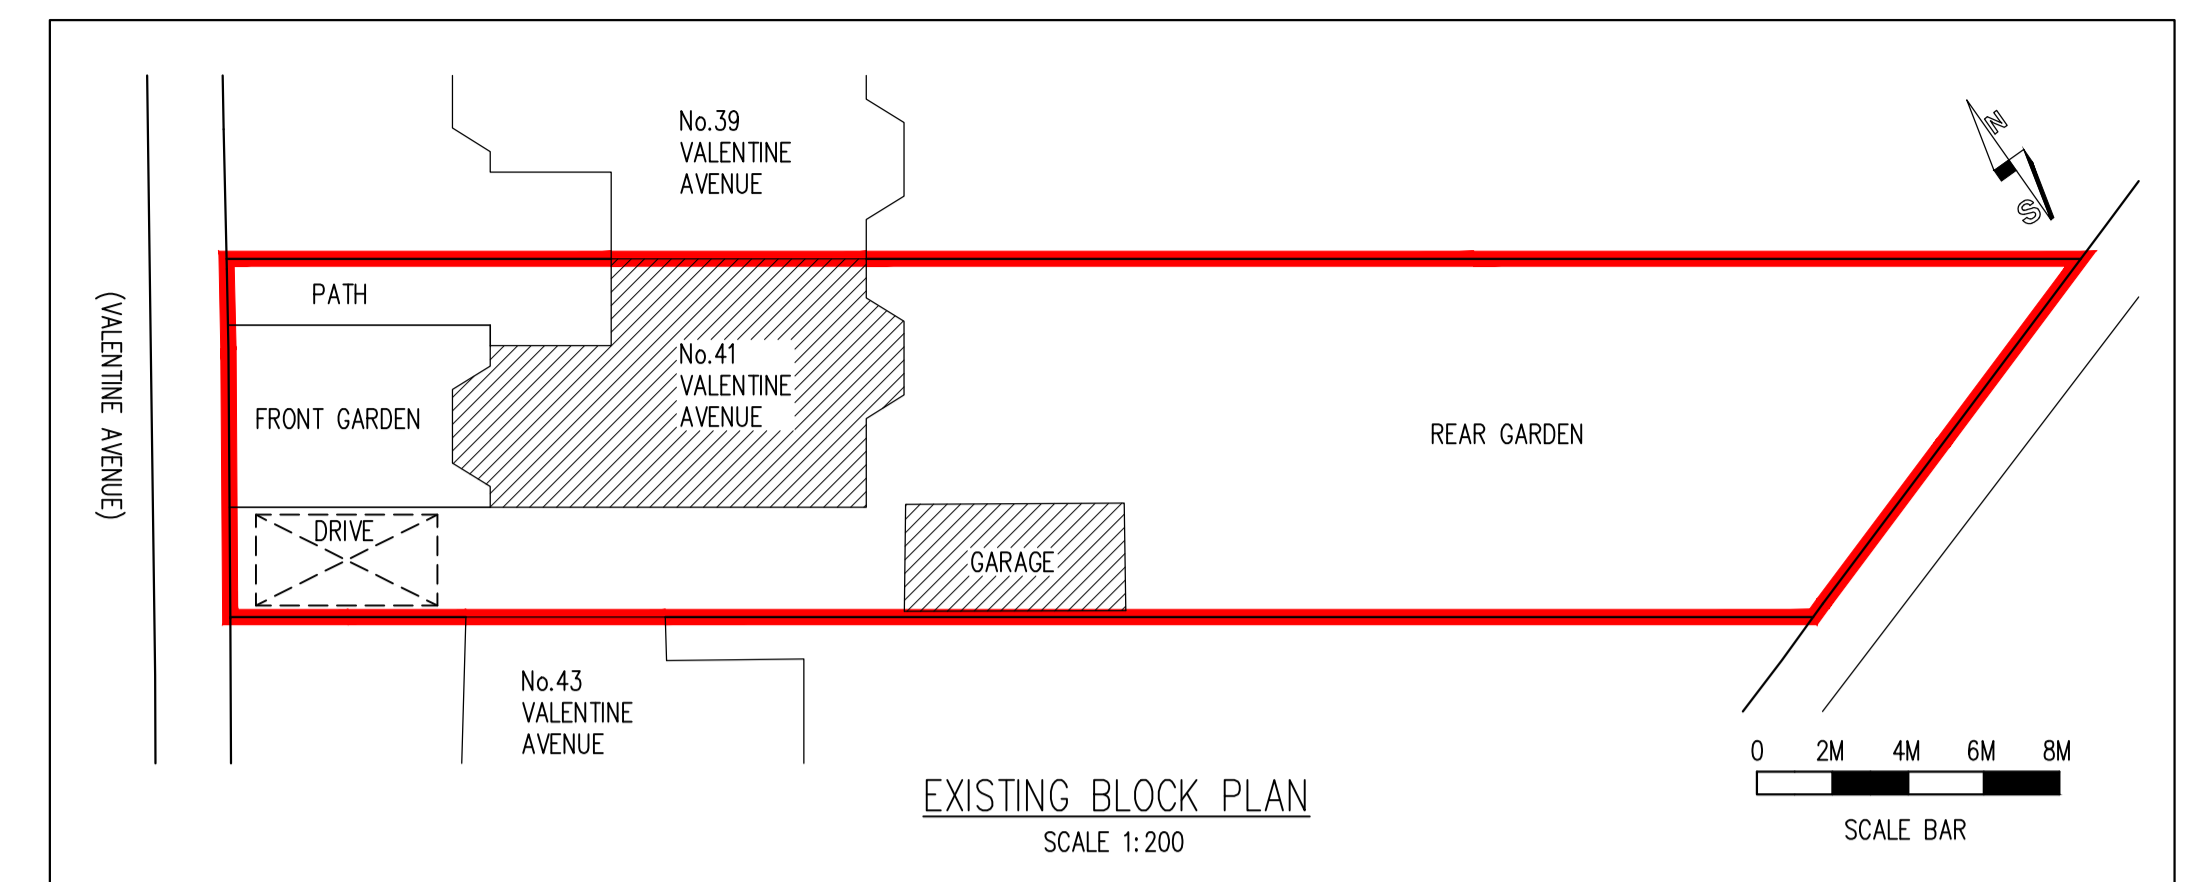 No.39
VALENTINE
AVENUE
N
S
PATH
(VALENTINE AVENUE)
No.41
VALENTINE
AVENUE
FRONT GARDEN
REAR GARDEN
DRIVE
GARAGE
No.43
VALENTINE
AVENUE
0 2M 4M 6M 8M
SCALE BAR
EXISTING BLOCK PLAN
SCALE 1:200